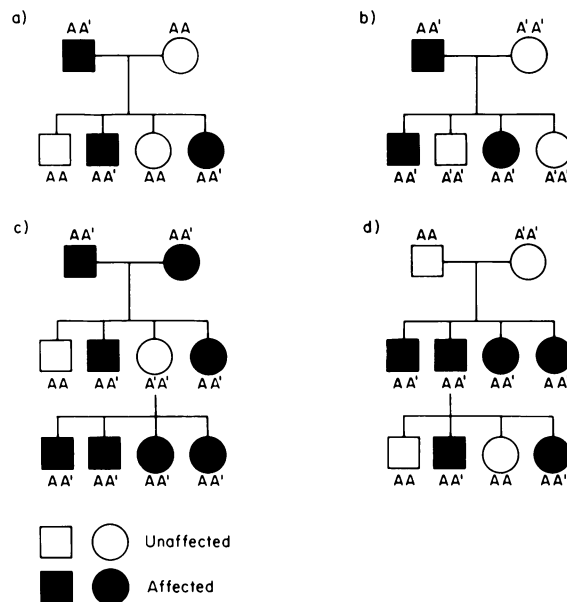 a)
AA' AA
AA AA' AA AA'
b)
AA' A'A'
AA' A'A' AA' A'A'
c)
AA' AA'
AA AA' A'A' AA'
AA' AA' AA' AA'
d)
AA A'A'
AA' AA' AA' AA'
AA AA' AA AA'
Unaffected
Affected